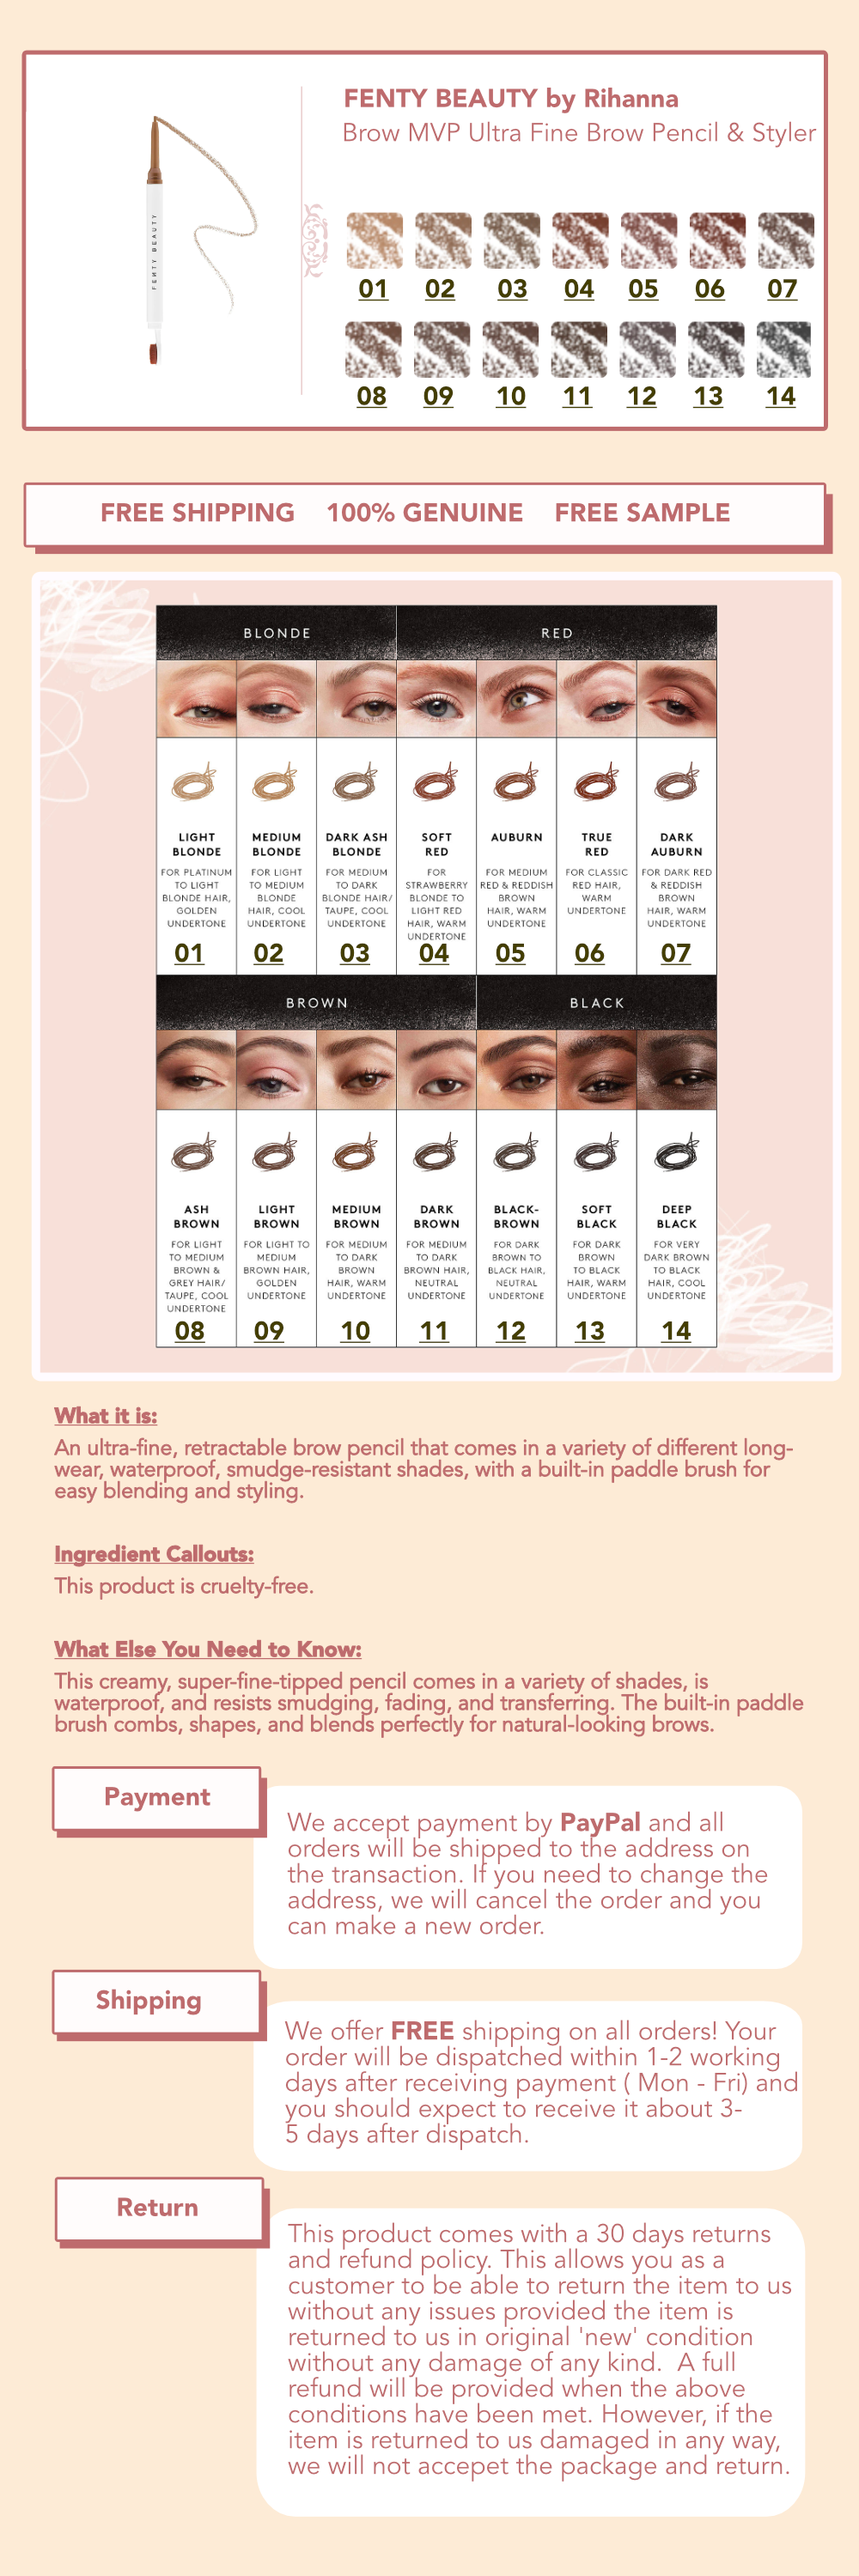 FENTY BEAUTY by Rihanna
Brow MVP Ultra Fine Brow Pencil & Styler
FENTY BEAUTY
01 02 03 04 05 06 07
08 09 10 11 12 13 14
FREE SHIPPING 100% GENUINE FREE SAMPLE
BLONDE RED
LIGHT BLONDE
FOR PLATINUM
TO LIGHT
BLONDE HAIR,
GOLDEN
UNDERTONE
01
MEDIUM BLONDE
FOR LIGHT
TO MEDIUM
BLONDE
HAIR, COOL
UNDERTONE
02
DARK ASH BLONDE
FOR MEDIUM
TO DARK
BLONDE HAIR/
TAUPE, COOL
UNDERTONE
03
SOFT RED
FOR
STRAWBERRY
BLONDE TO
LIGHT RED
HAIR, WARM
UNDERTONE
04
AUBURN
FOR MEDIUM
RED & REDDISH
BROWN
HAIR, WARM
UNDERTONE
05
TRUE RED
FOR CLASSIC
RED HAIR,
WARM
UNDERTONE
06
DARK AUBURN
FOR DARK RED
& REDDISH
BROWN
HAIR, WARM
UNDERTONE
07
BROWN BLACK
ASH BROWN
FOR LIGHT
TO MEDIUM
BROWN &
GREY HAIR/
TAUPE, COOL
UNDERTONE
08
LIGHT BROWN
FOR LIGHT TO
MEDIUM
BROWN HAIR,
GOLDEN
UNDERTONE
09
MEDIUM BROWN
FOR MEDIUM
TO DARK
BROWN
HAIR, WARM
UNDERTONE
10
DARK BROWN
FOR MEDIUM
TO DARK
BROWN HAIR,
NEUTRAL
UNDERTONE
11
BLACK-
BROWN
FOR DARK
BROWN TO
BLACK HAIR,
NEUTRAL
UNDERTONE
12
SOFT BLACK
FOR DARK
BROWN
TO BLACK
HAIR, WARM
UNDERTONE
13
DEEP BLACK
FOR VERY
DARK BROWN
TO BLACK
HAIR, COOL
UNDERTONE
14
What it is:
An ultra-fine, retractable brow pencil that comes in a variety of different long-
wear, waterproof, smudge-resistant shades, with a built-in paddle brush for
easy blending and styling.
Ingredient Callouts:
This product is cruelty-free.
What Else You Need to Know:
This creamy, super-fine-tipped pencil comes in a variety of shades, is
waterproof, and resists smudging, fading, and transferring. The built-in paddle
brush combs, shapes, and blends perfectly for natural-looking brows.
Payment
We accept payment by PayPal and all
orders will be shipped to the address on
the transaction. If you need to change the
address, we will cancel the order and you
can make a new order.
Shipping
We offer FREE shipping on all orders! Your
order will be dispatched within 1-2 working
days after receiving payment ( Mon - Fri) and
you should expect to receive it about 3-
5 days after dispatch.
Return
This product comes with a 30 days returns
and refund policy. This allows you as a
customer to be able to return the item to us
without any issues provided the item is
returned to us in original 'new' condition
without any damage of any kind.  A full
refund will be provided when the above
conditions have been met. However, if the
item is returned to us damaged in any way,
we will not accepet the package and return.